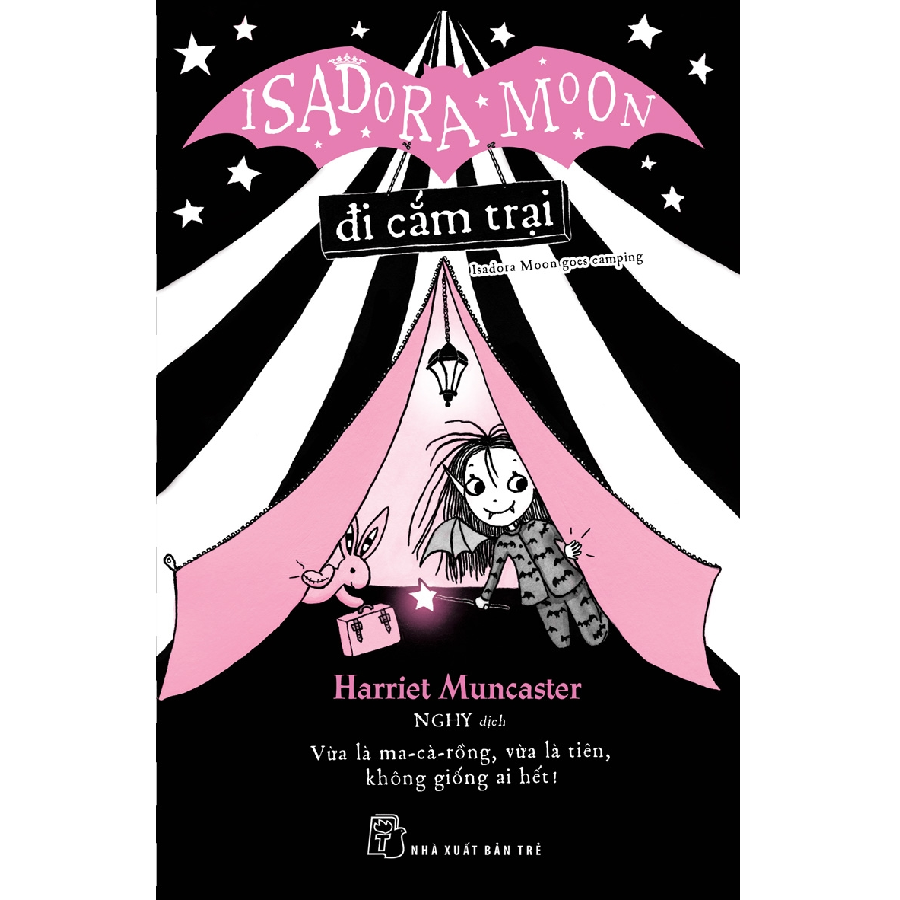 ISADORA MOON
đi cắm trại
Isadora Moon goes camping
Harriet Muncaster
NGHY dịch
Vừa là ma-cà-rồng, vừa là tiên,
không giống ai hết!
NHÀ XUẤT BẢN TRẺ